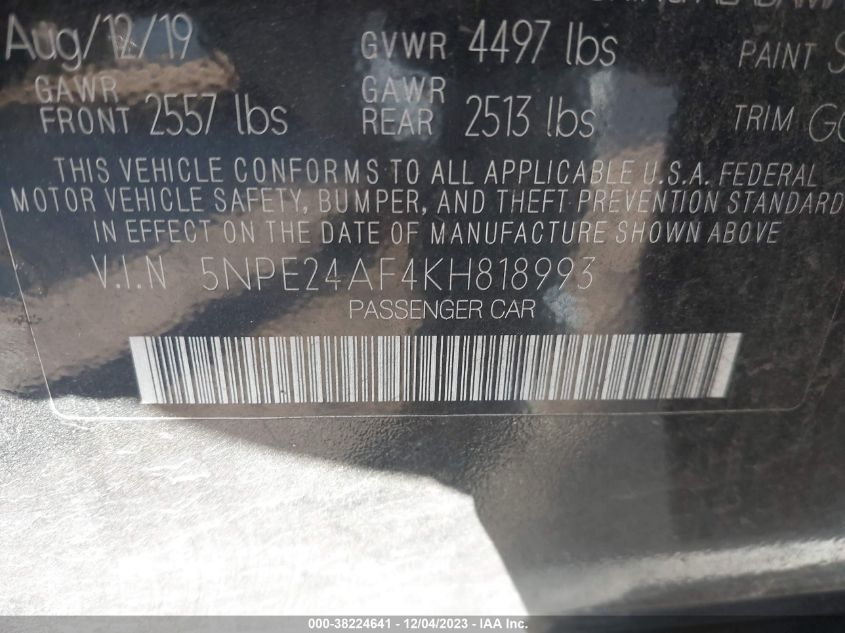 Aug/12/19 GVWR 4497 lbs PAINT
GAWR FRONT 2557 lbs GAWR REAR 2513 lbs TRIM
THIS VEHICLE CONFORMS TO ALL APPLICABLE U.S.A. FEDERAL
MOTOR VEHICLE SAFETY, BUMPER, AND THEFT PREVENTION STANDARD
IN EFFECT ON THE DATE OF MANUFACTURE SHOWN ABOVE
V.I.N 5NPE24AF4KH818993
PASSENGER CAR
000-38224641 - 12/04/2023 - IAA Inc.